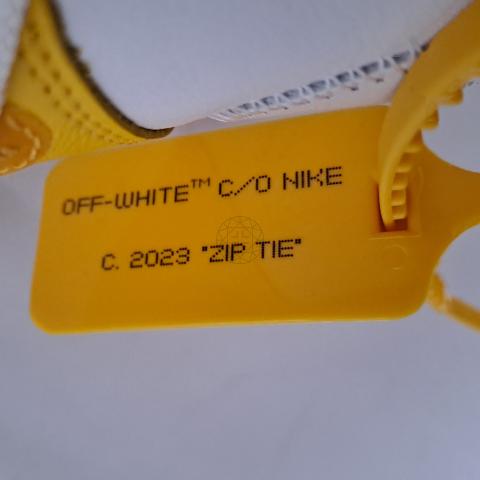 OFF-WHITE™ C/O NIKE
C. 2023 "ZIP TIE"